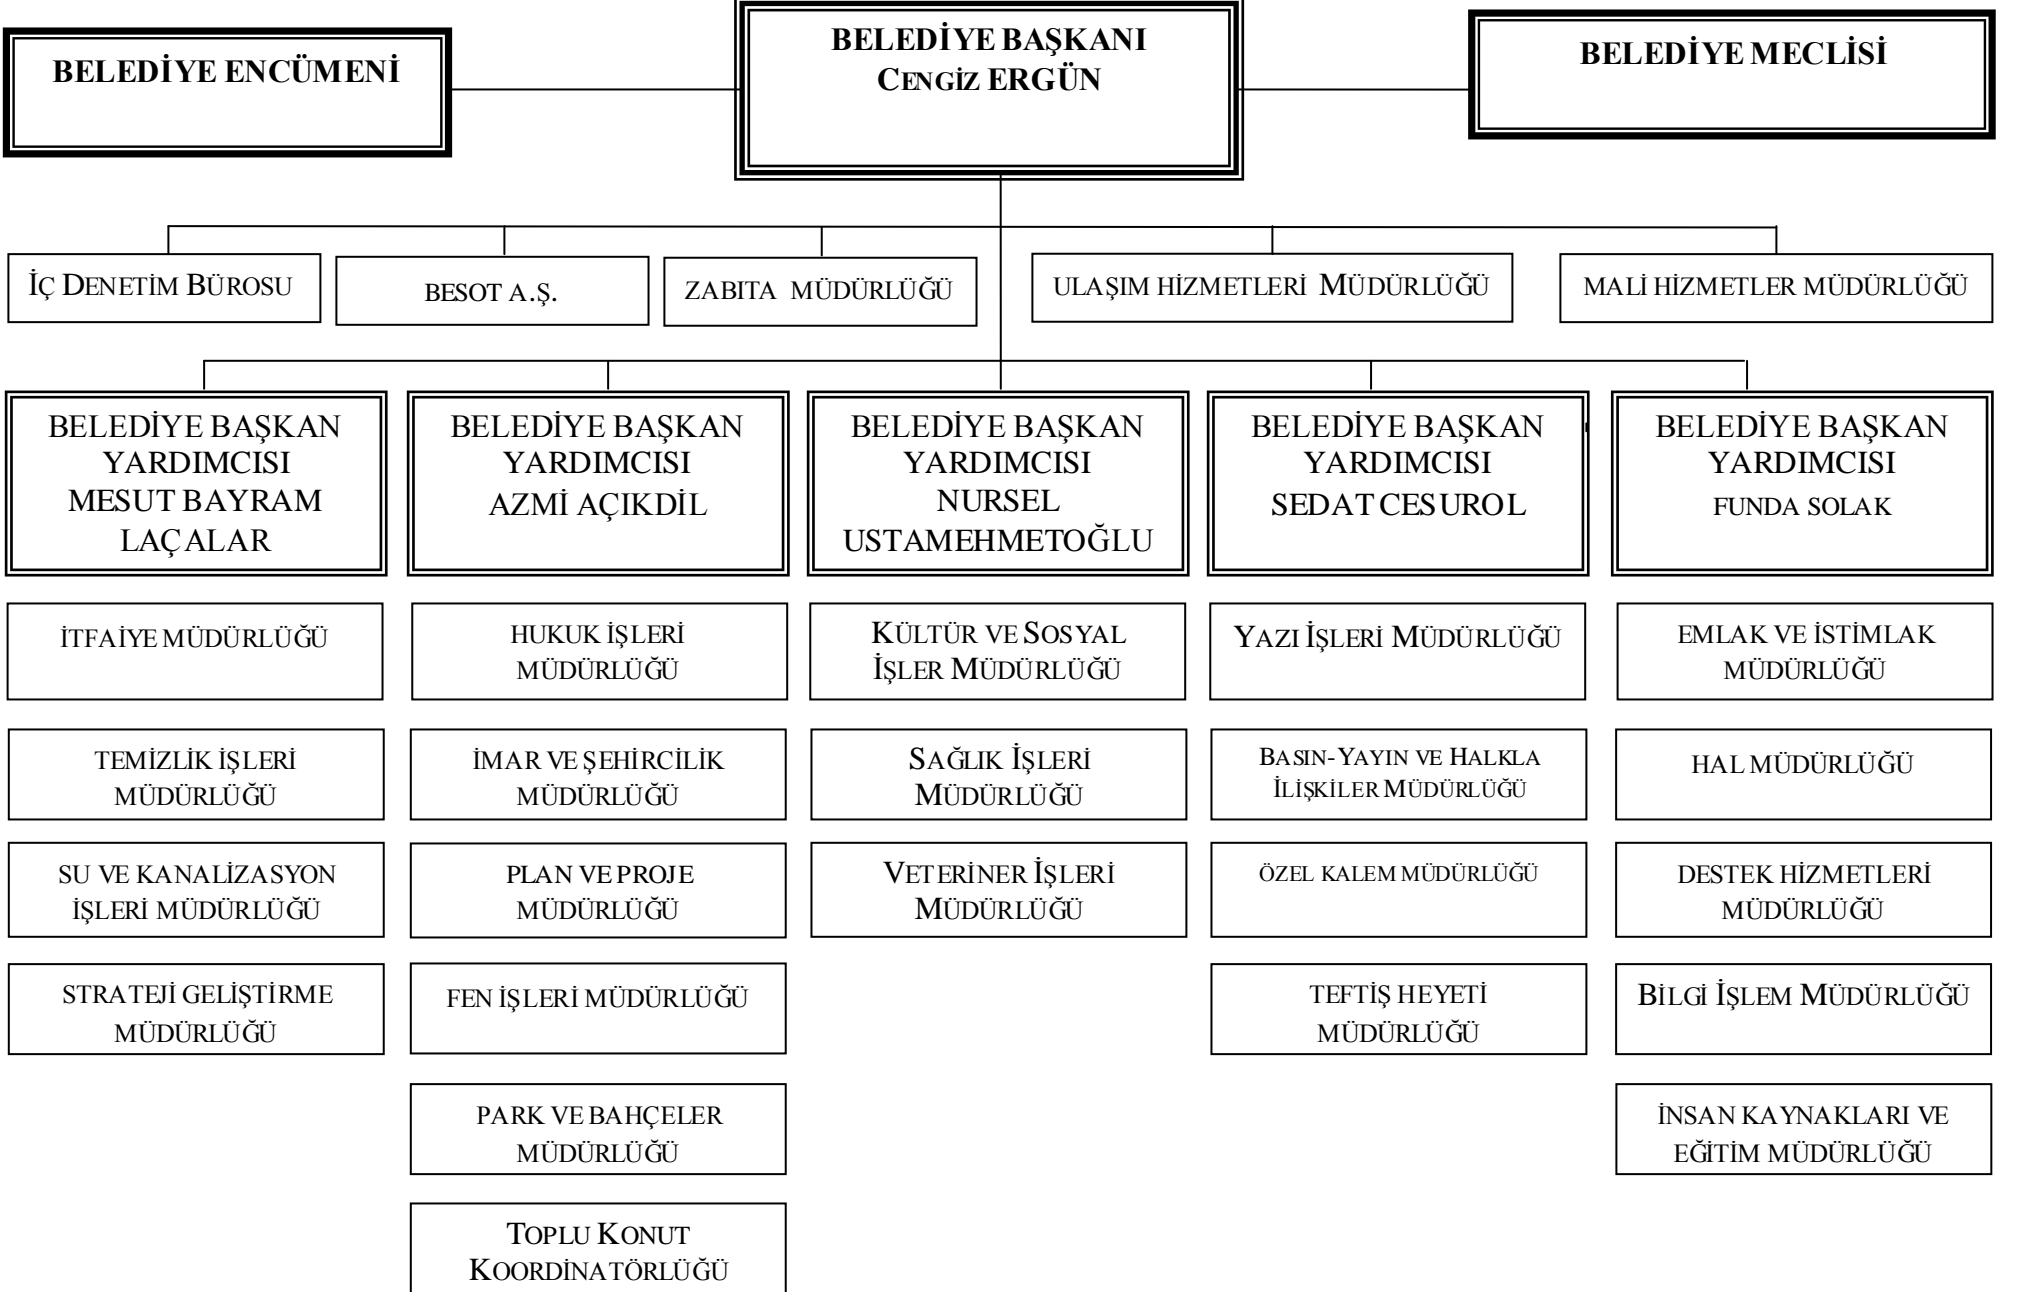 BELEDİYE ENCÜMENİ
BELEDİYE BAŞKANI
CENGİZ ERGÜN
BELEDİYE MECLİSİ
İÇ DENETİM BÜROSU
BESOT A.Ş.
ZABITA MÜDÜRLÜĞÜ
ULAŞIM HİZMETLERİ MÜDÜRLÜĞÜ
MALİ HİZMETLER MÜDÜRLÜĞÜ
BELEDİYE BAŞKAN
YARDIMCISI
MESUT BAYRAM
LAÇALAR
BELEDİYE BAŞKAN
YARDIMCISI
AZMİ AÇIKDİL
BELEDİYE BAŞKAN
YARDIMCISI
NURSEL
USTAMEHMETOĞLU
BELEDİYE BAŞKAN
YARDIMCISI
SEDAT CESUROL
BELEDİYE BAŞKAN
YARDIMCISI
FUNDA SOLAK
İTFAİYE MÜDÜRLÜĞÜ
HUKUK İŞLERİ
MÜDÜRLÜĞÜ
KÜLTÜR VE SOSYAL
İŞLER MÜDÜRLÜĞÜ
YAZI İŞLERİ MÜDÜRLÜĞÜ
EMLAK VE İSTİMLAK
MÜDÜRLÜĞÜ
TEMİZLİK İŞLERİ
MÜDÜRLÜĞÜ
İMAR VE ŞEHİRCİLİK
MÜDÜRLÜĞÜ
SAĞLIK İŞLERİ
MÜDÜRLÜĞÜ
BASIN-YAYIN VE HALKLA
İLİŞKİLER MÜDÜRLÜĞÜ
HAL MÜDÜRLÜĞÜ
SU VE KANALİZASYON
İŞLERİ MÜDÜRLÜĞÜ
PLAN VE PROJE
MÜDÜRLÜĞÜ
VETERİNER İŞLERİ
MÜDÜRLÜĞÜ
ÖZEL KALEM MÜDÜRLÜĞÜ
DESTEK HİZMETLERİ
MÜDÜRLÜĞÜ
STRATEJİ GELİŞTİRME
MÜDÜRLÜĞÜ
FEN İŞLERİ MÜDÜRLÜĞÜ
TEFTİŞ HEYETİ
MÜDÜRLÜĞÜ
BİLGİ İŞLEM MÜDÜRLÜĞÜ
PARK VE BAHÇELER
MÜDÜRLÜĞÜ
İNSAN KAYNAKLARI VE
EĞİTİM MÜDÜRLÜĞÜ
TOPLU KONUT
KOORDİNATÖRLÜĞÜ